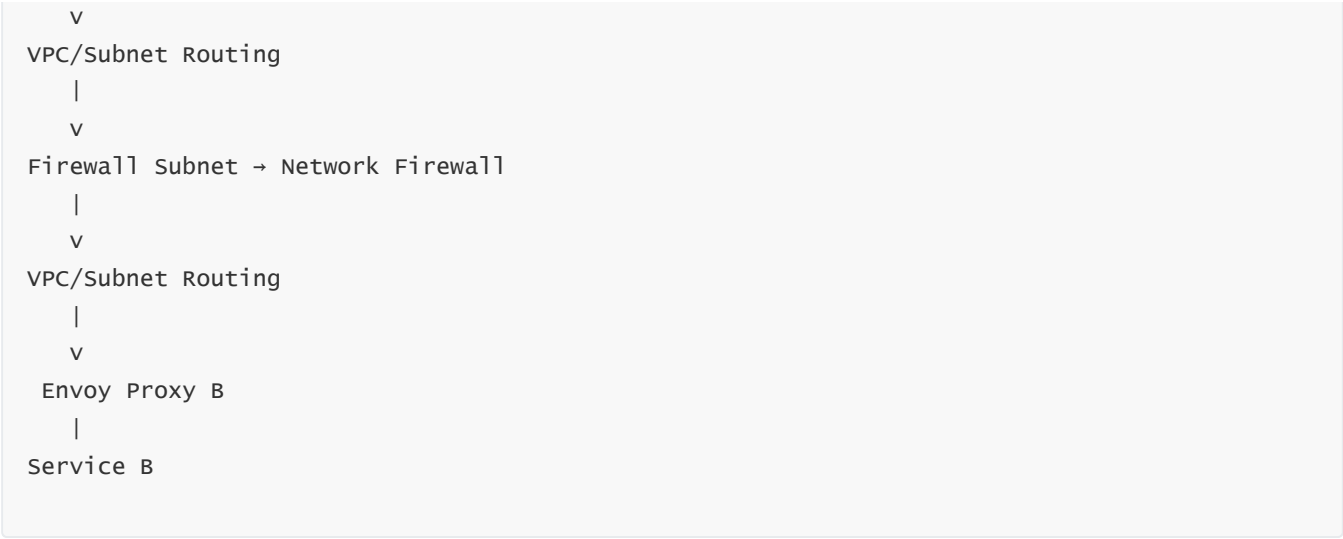 v
VPC/Subnet Routing
   |
   v
Firewall Subnet → Network Firewall
   |
   v
VPC/Subnet Routing
   |
   v
 Envoy Proxy B
   |
Service B